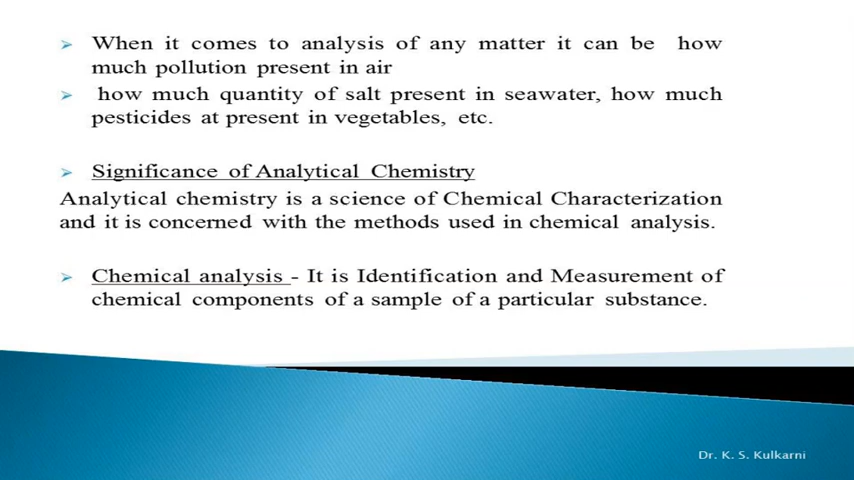 When it comes to analysis of any matter it can be how
much pollution present in air
how much quantity of salt present in seawater, how much
pesticides at present in vegetables, etc.
Significance of Analytical Chemistry
Analytical chemistry is a science of Chemical Characterization
and it is concerned with the methods used in chemical analysis.
Chemical analysis - It is Identification and Measurement of
chemical components of a sample of a particular substance.
Dr. K. S. Kulkarni